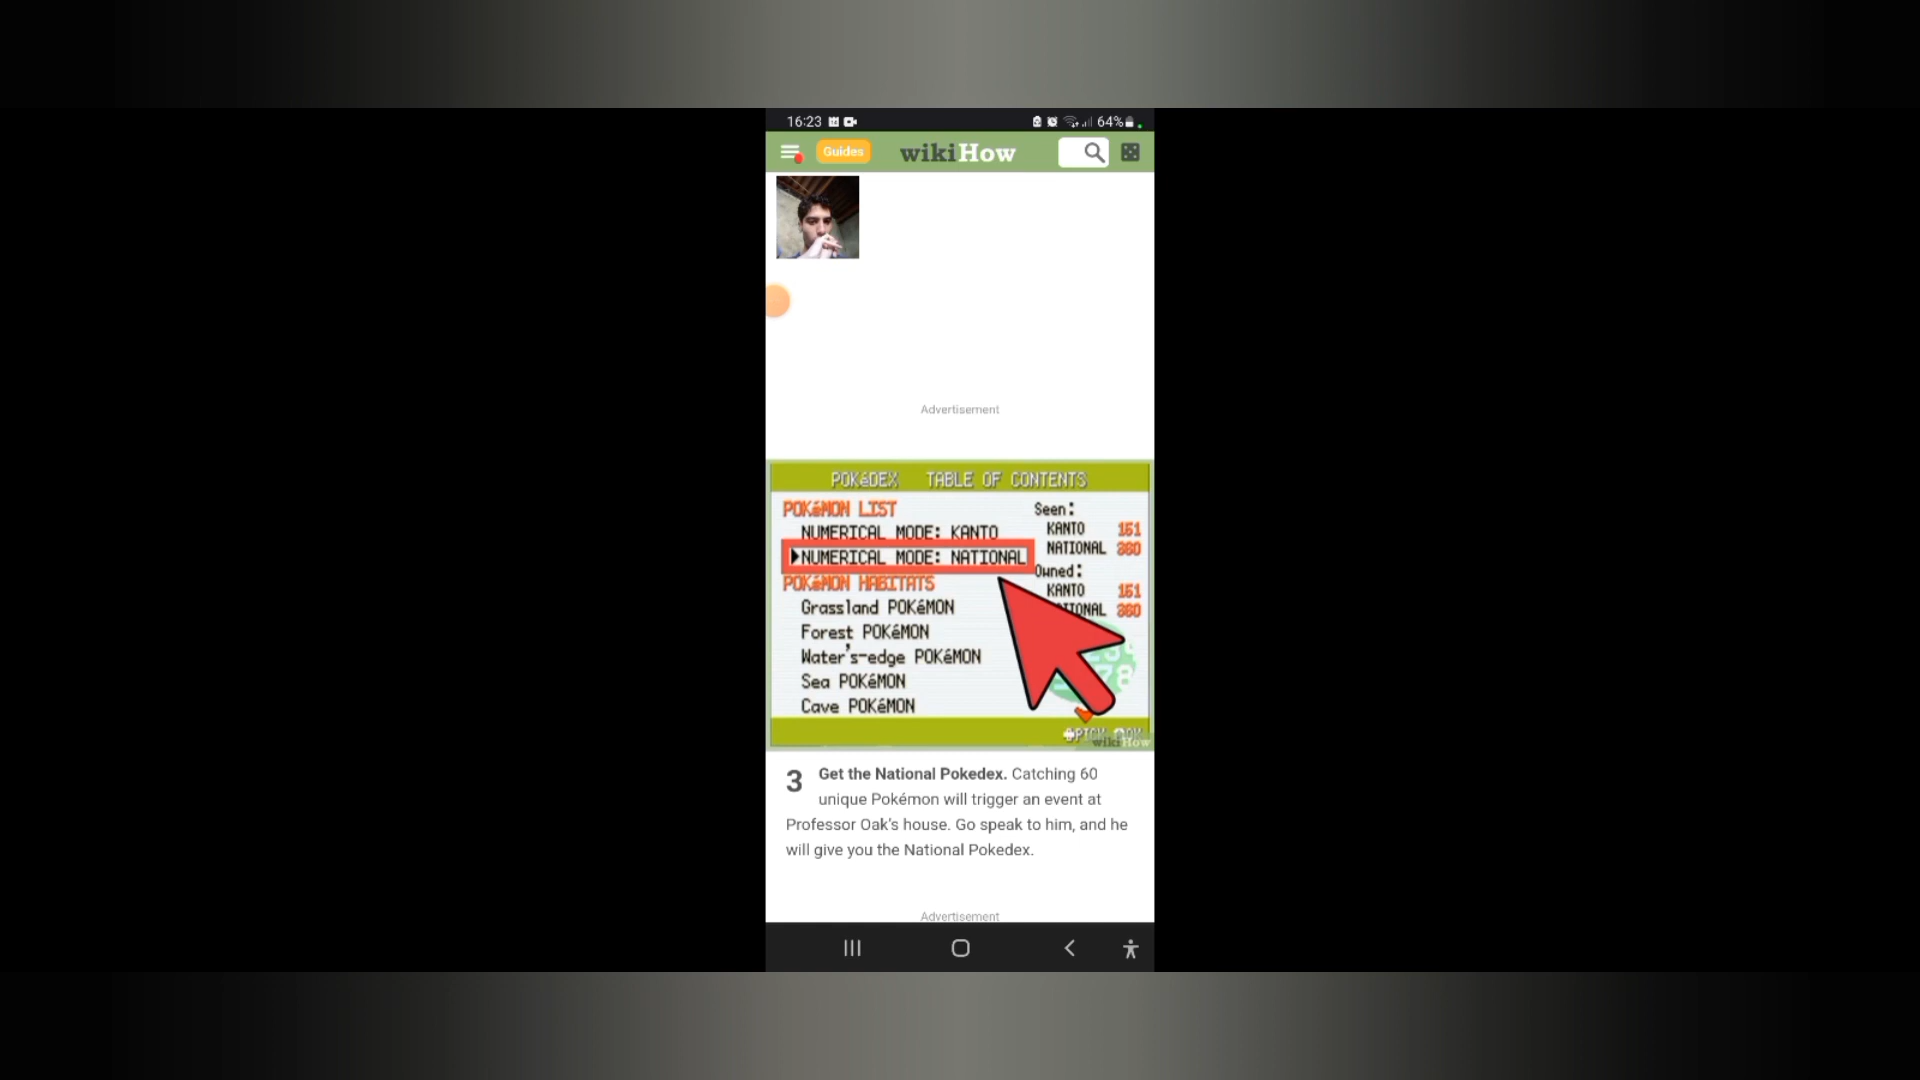 16:23
64%
Guides
wikiHow
Advertisement
POKéDEX TABLE OF CONTENTS
POKéMON LIST
NUMERICAL MODE: KANTO
NUMERICAL MODE: NATIONAL
POKéMON HABITATS
Grassland POKéMON
Forest POKéMON
Water's-edge POKéMON
Sea POKéMON
Cave POKéMON
Seen:
KANTO 151
NATIONAL 380
Owned:
KANTO 151
380
wikiHow
3 Get the National Pokedex. Catching 60
unique Pokémon will trigger an event at
Professor Oak's house. Go speak to him, and he
will give you the National Pokedex.
Advertisement